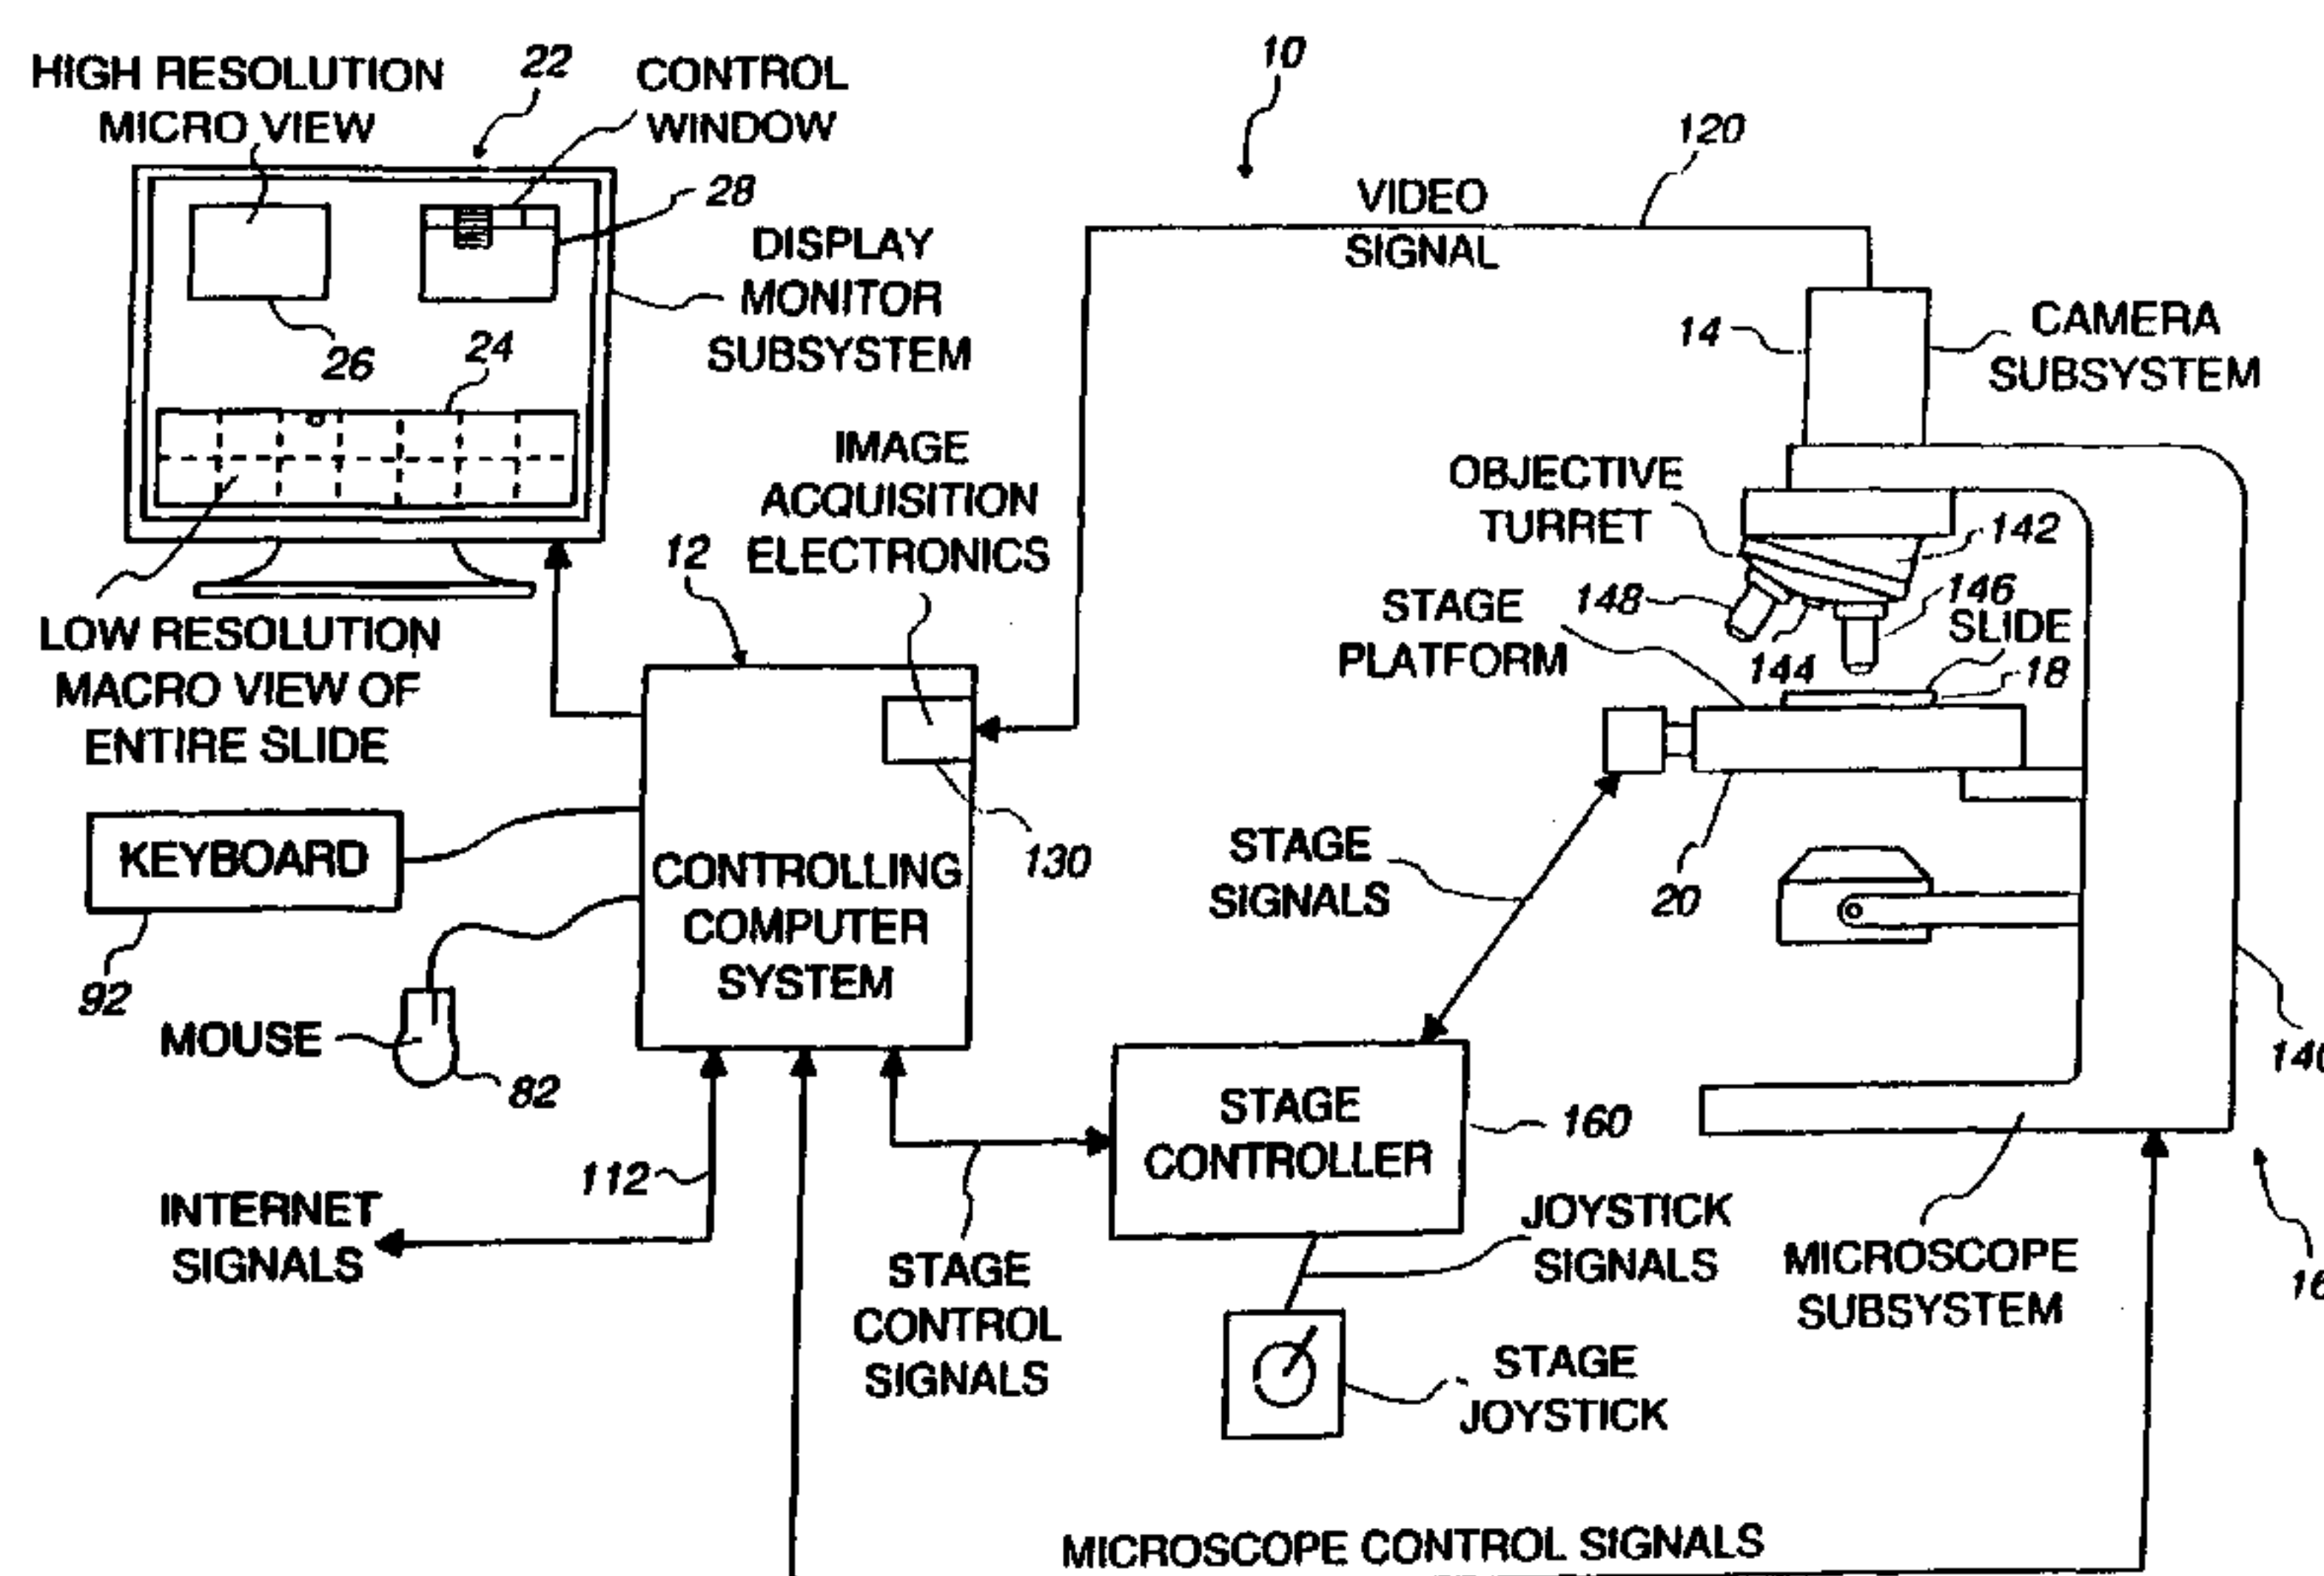 HIGH RESOLUTION
MICRO VIEW
22
CONTROL
WINDOW
28
DISPLAY
MONITOR
SUBSYSTEM
26
24
LOW RESOLUTION
MACRO VIEW OF
ENTIRE SLIDE
IMAGE
ACQUISITION
ELECTRONICS
12
130
KEYBOARD
92
MOUSE
82
CONTROLLING
COMPUTER
SYSTEM
INTERNET
SIGNALS
112
STAGE
CONTROL
SIGNALS
10
VIDEO
SIGNAL
120
14
CAMERA
SUBSYSTEM
OBJECTIVE
TURRET
142
148
146
144
STAGE
PLATFORM
SLIDE
18
20
STAGE
SIGNALS
STAGE
CONTROLLER
160
JOYSTICK
SIGNALS
STAGE
JOYSTICK
MICROSCOPE
SUBSYSTEM
16
MICROSCOPE CONTROL SIGNALS